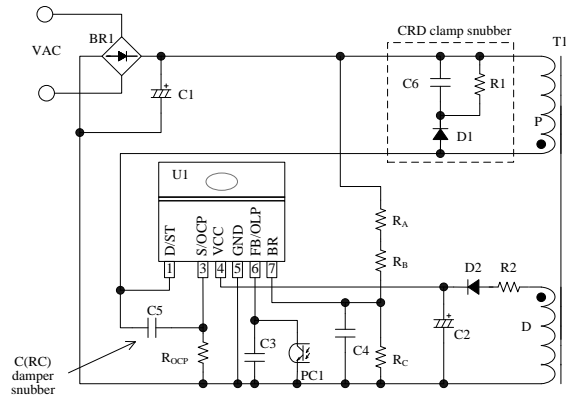 CRD clamp snubber
T1
BR1
VAC
C1
C6
R1
D1
P
U1
D/ST
S/OCP
VCC
GND
FB/OLP
BR
1
3
4
5
6
7
RA
RB
D2
R2
C5
C(RC)
damper
snubber
ROCP
C3
PC1
C4
RC
C2
D